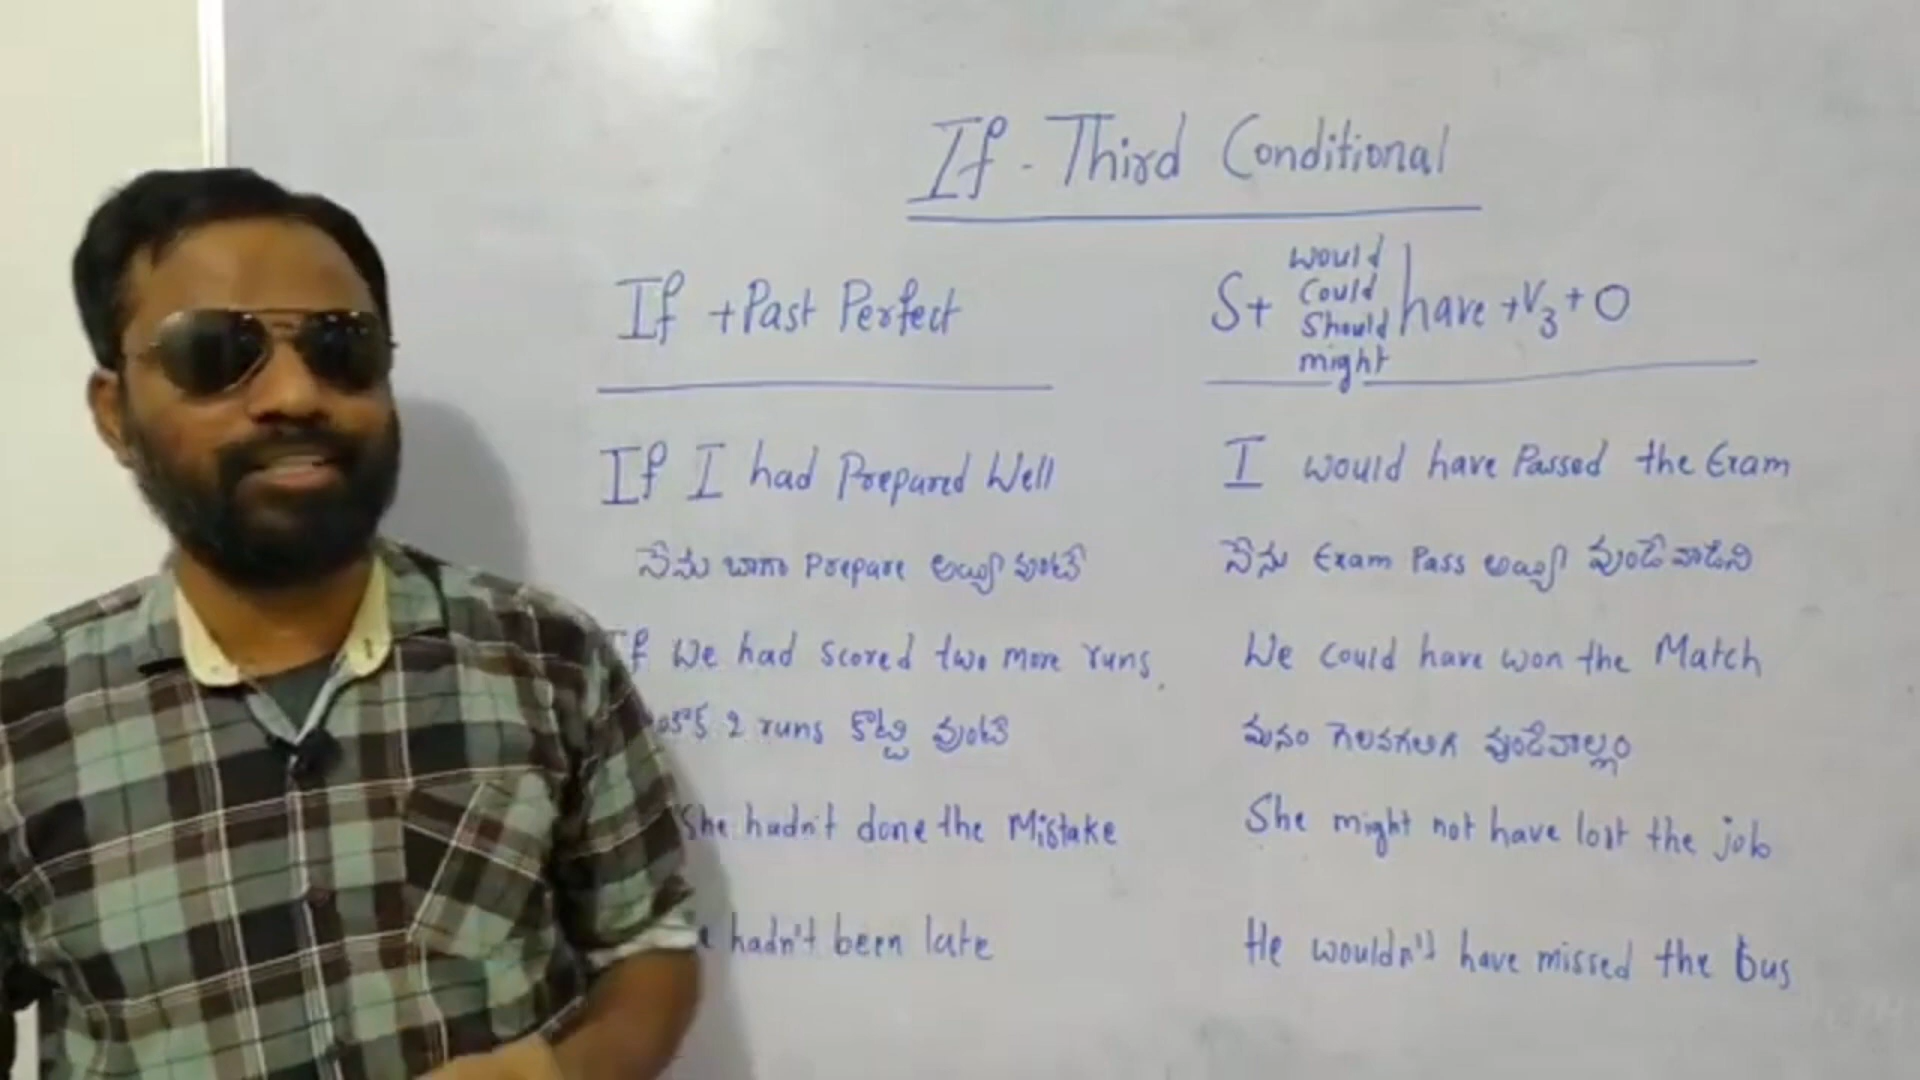 If - Third Conditional
If + Past Perfect
S + would could should might have + V3 + O
If I had Prepared Well
I would have Passed the Exam
నేను బాగా Prepare అయ్యి వుంటే
నేను Exam Pass అయ్యి వుండేవాడిని
If We had scored two more runs
We could have won the Match
2 runs కొట్టి వుంటే
మనం గెలవగలిగి వుండేవాల్లం
She hadn't done the Mistake
She might not have lost the job
hadn't been late
He wouldn't have missed the bus